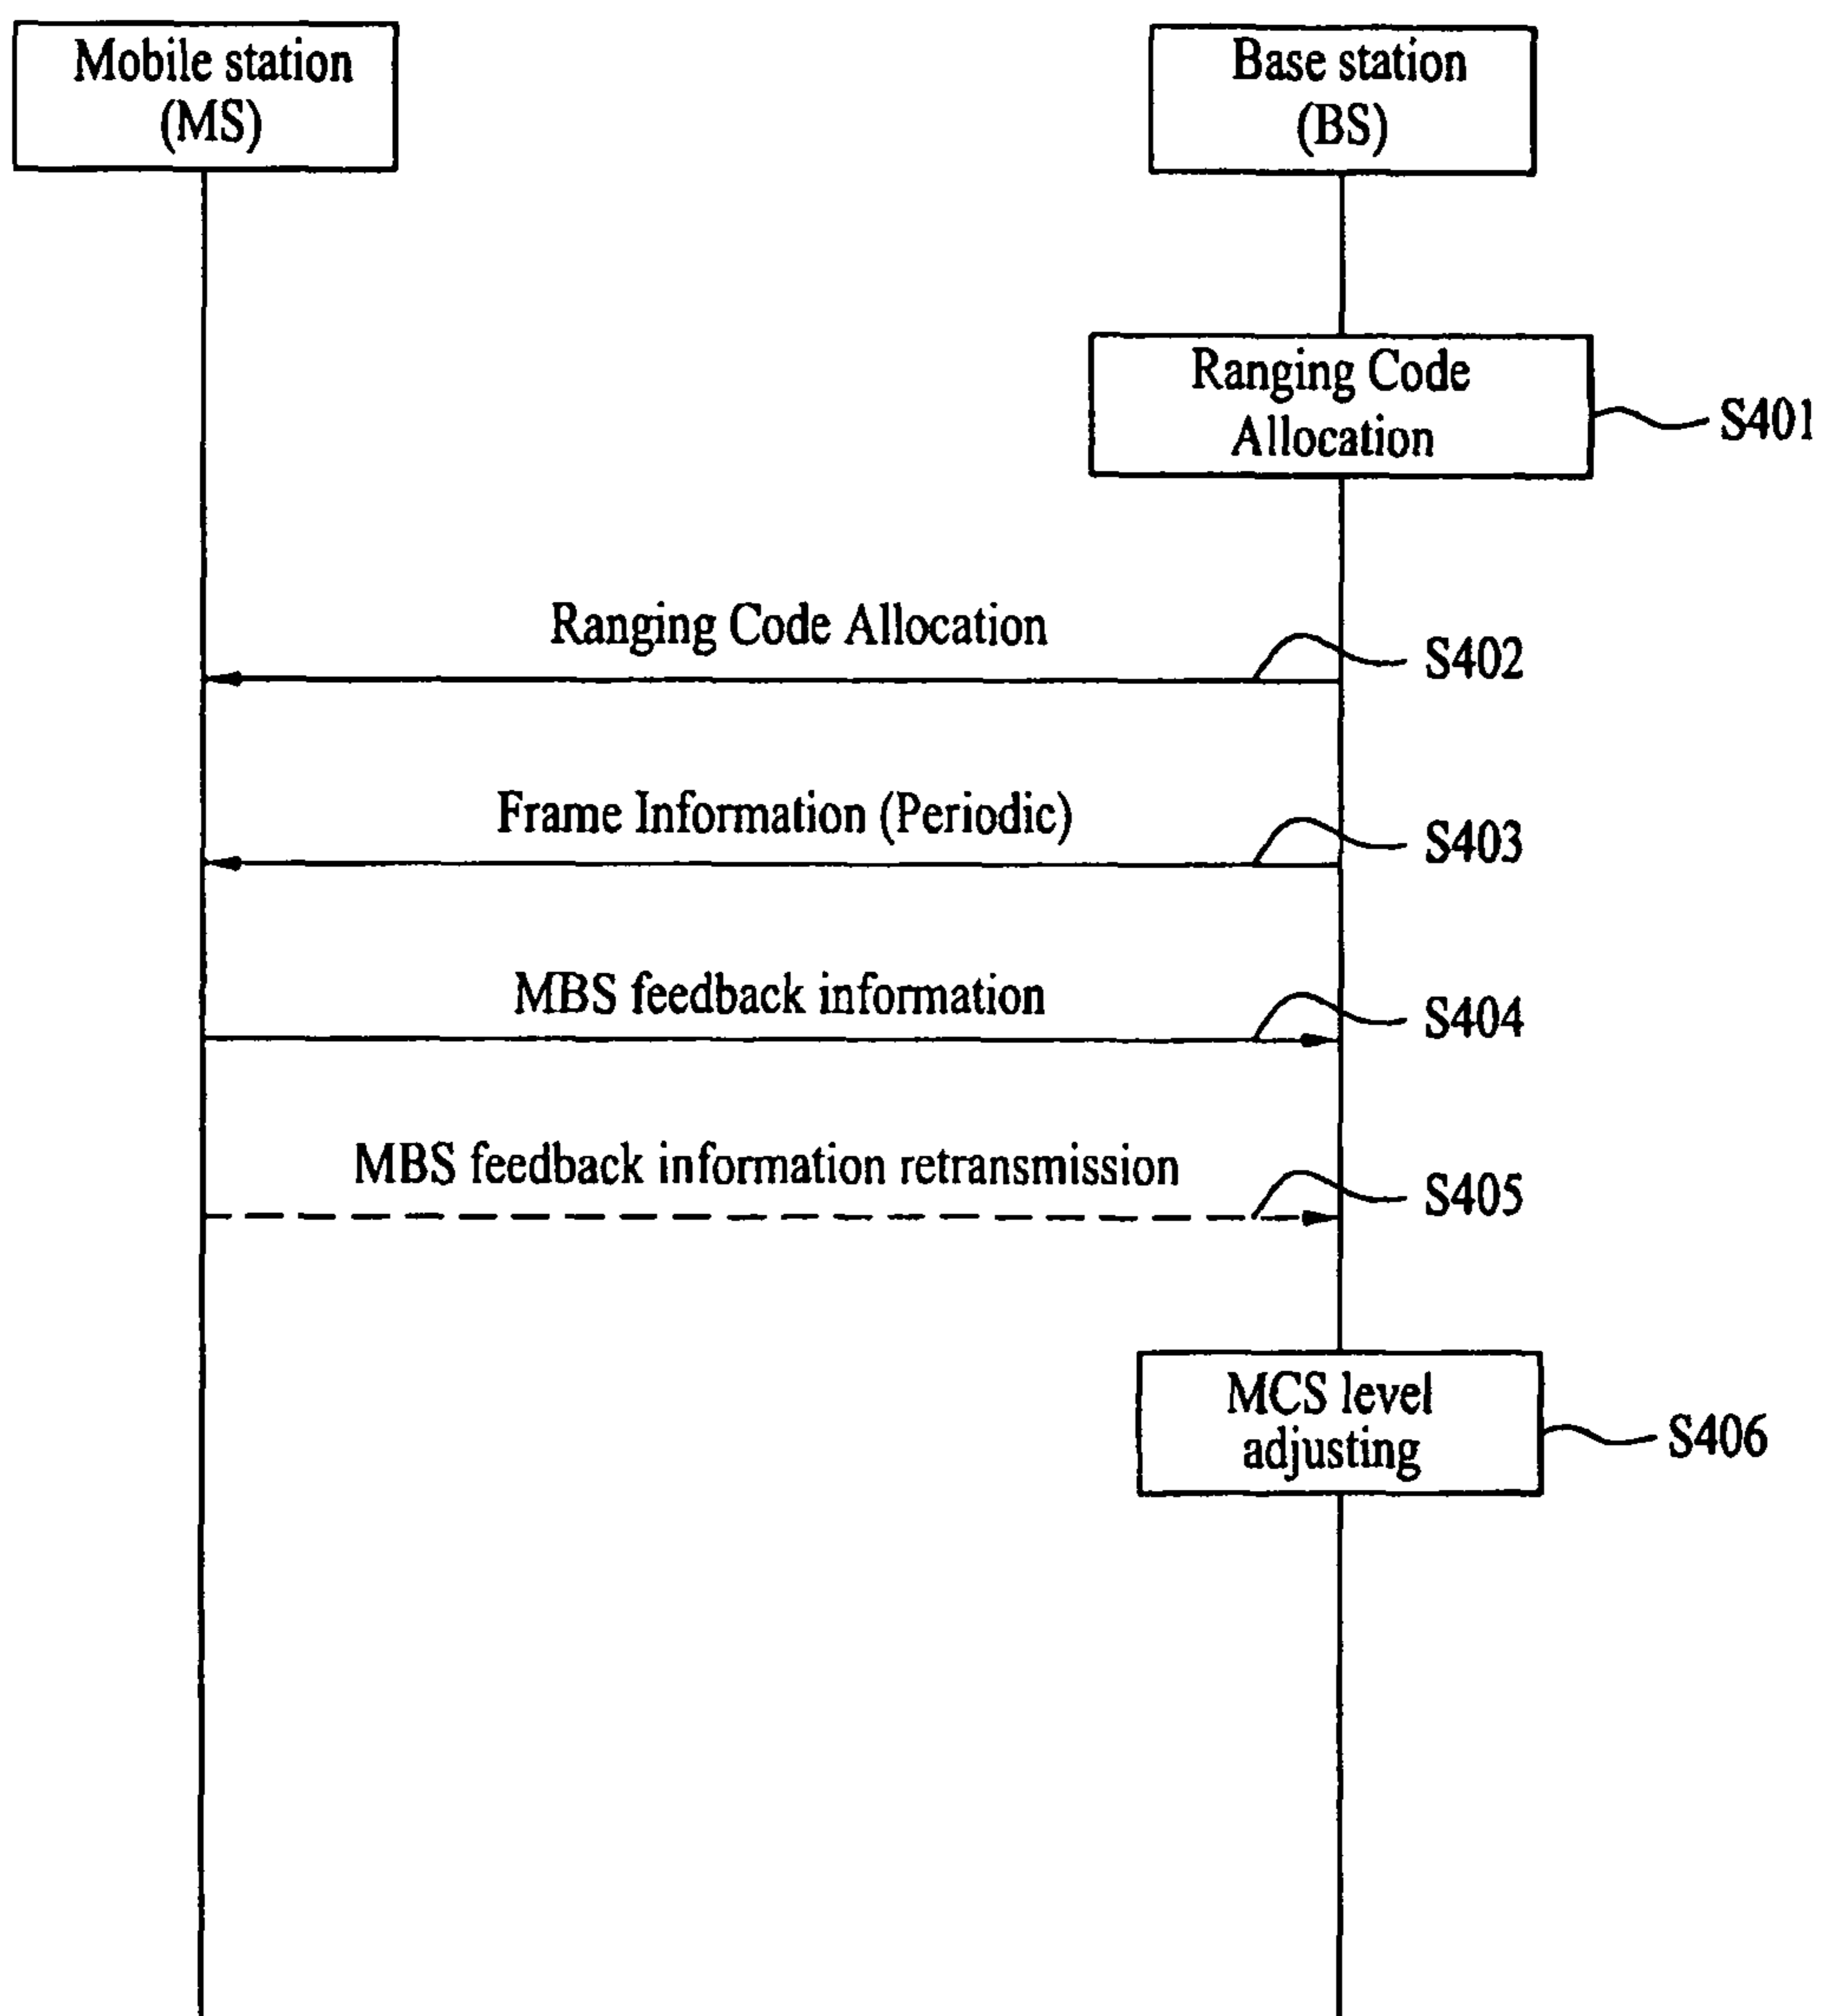 Mobile station
(MS)
Base station
(BS)
Ranging Code
Allocation
S401
Ranging Code Allocation
S402
Frame Information (Periodic)
S403
MBS feedback information
S404
MBS feedback information retransmission
S405
MCS level
adjusting
S406